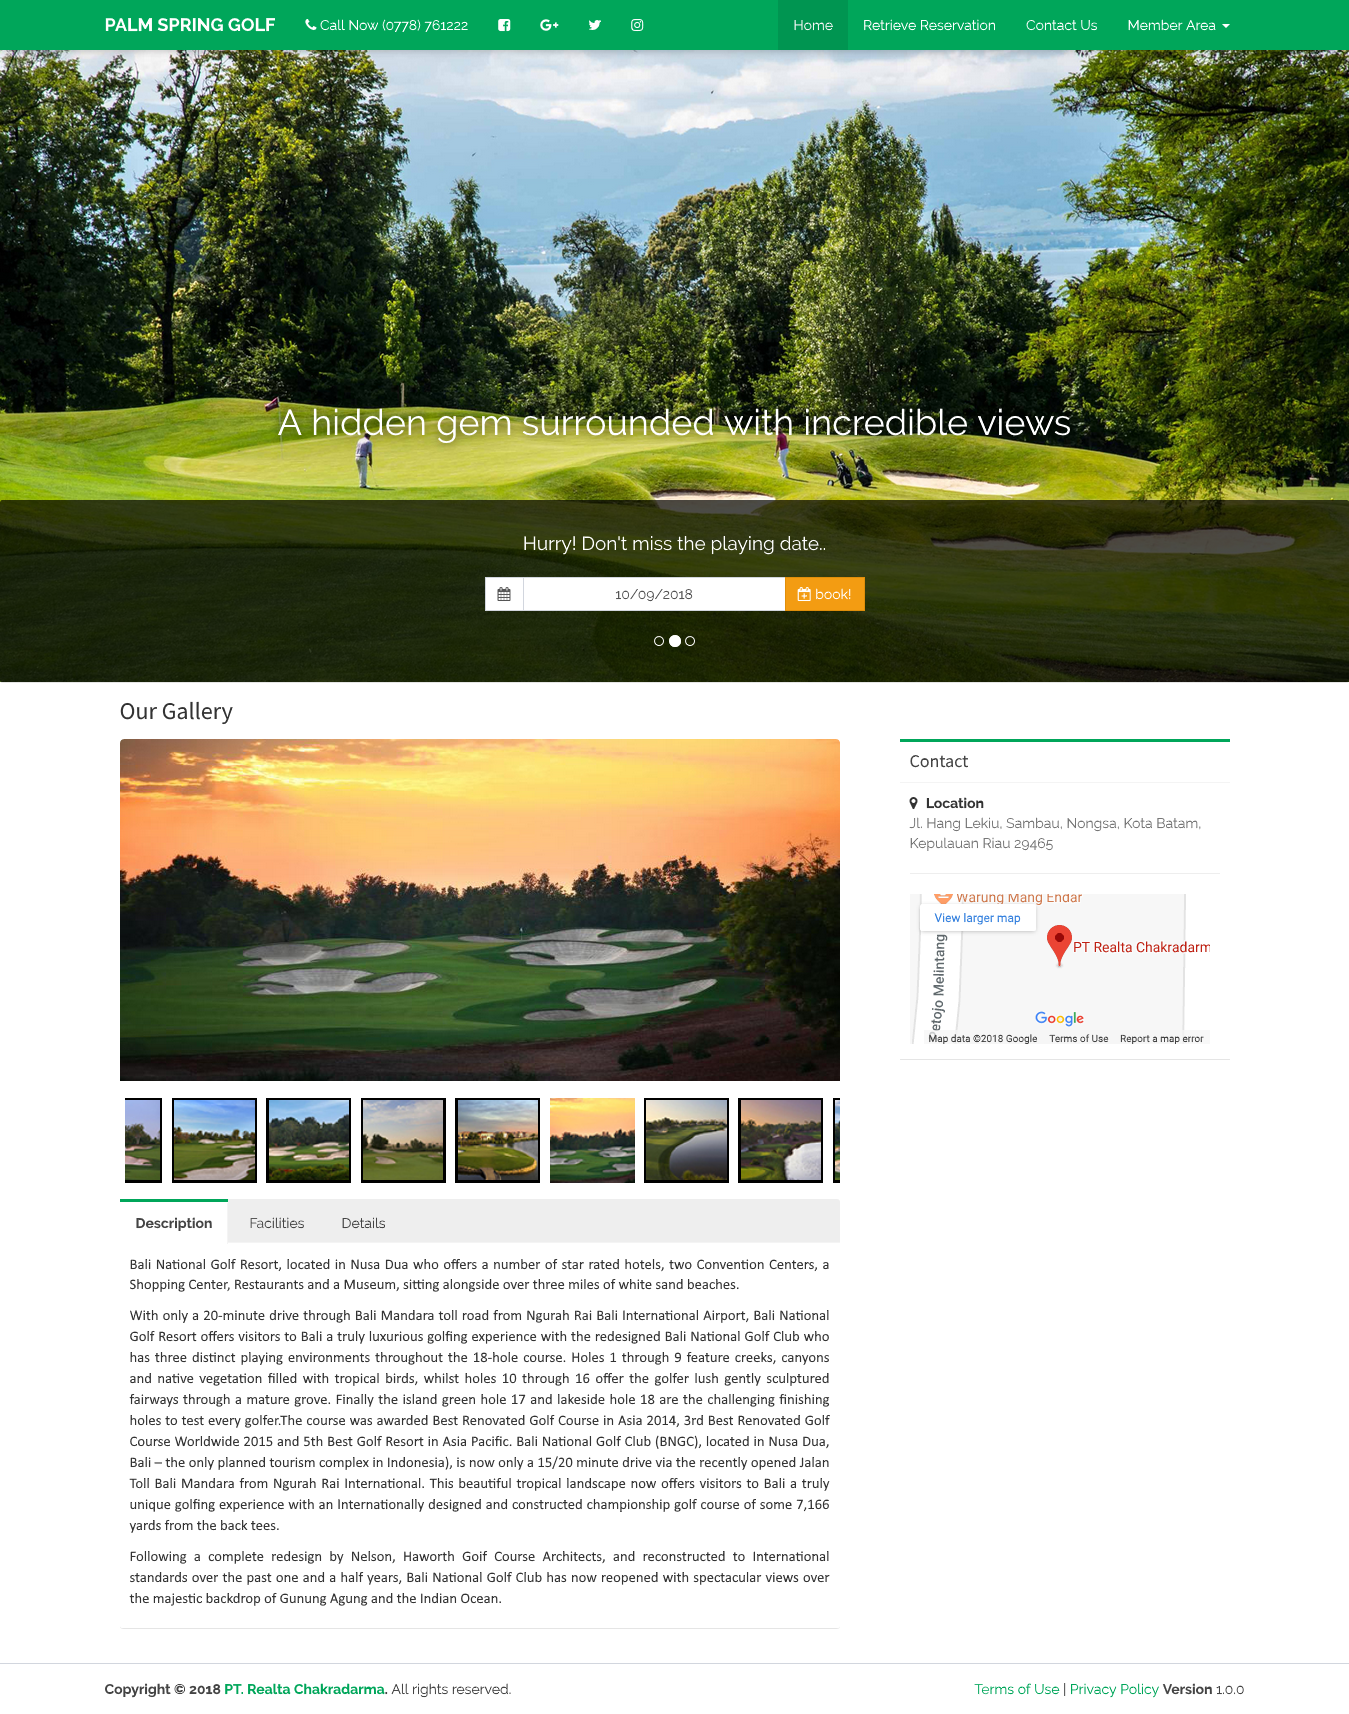 PALM SPRING GOLF
Call Now (0778) 761222
Home
Retrieve Reservation
Contact Us
Member Area
A hidden gem surrounded with incredible views
Hurry! Don't miss the playing date..
10/09/2018
book!
Our Gallery
Contact
Location
Jl. Hang Lekiu, Sambau, Nongsa, Kota Batam,
Kepulauan Riau 29465
Warung Mang Endar
View larger map
PT Realta Chakradarm
etojo Melintang
Google
Map data ©2018 Google
Terms of Use
Report a map error
Description
Facilities
Details
Bali National Golf Resort, located in Nusa Dua who offers a number of star rated hotels, two Convention Centers, a
Shopping Center, Restaurants and a Museum, sitting alongside over three miles of white sand beaches.
With only a 20-minute drive through Bali Mandara toll road from Ngurah Rai Bali International Airport, Bali National
Golf Resort offers visitors to Bali a truly luxurious golfing experience with the redesigned Bali National Golf Club who
has three distinct playing environments throughout the 18-hole course. Holes 1 through 9 feature creeks, canyons
and native vegetation filled with tropical birds, whilst holes 10 through 16 offer the golfer lush gently sculptured
fairways through a mature grove. Finally the island green hole 17 and lakeside hole 18 are the challenging finishing
holes to test every golfer.The course was awarded Best Renovated Golf Course in Asia 2014, 3rd Best Renovated Golf
Course Worldwide 2015 and 5th Best Golf Resort in Asia Pacific. Bali National Golf Club (BNGC), located in Nusa Dua,
Bali – the only planned tourism complex in Indonesia), is now only a 15/20 minute drive via the recently opened Jalan
Toll Bali Mandara from Ngurah Rai International. This beautiful tropical landscape now offers visitors to Bali a truly
unique golfing experience with an Internationally designed and constructed championship golf course of some 7,166
yards from the back tees.
Following a complete redesign by Nelson, Haworth Goif Course Architects, and reconstructed to International
standards over the past one and a half years, Bali National Golf Club has now reopened with spectacular views over
the majestic backdrop of Gunung Agung and the Indian Ocean.
Copyright © 2018 PT. Realta Chakradarma. All rights reserved.
Terms of Use | Privacy Policy Version 1.0.0